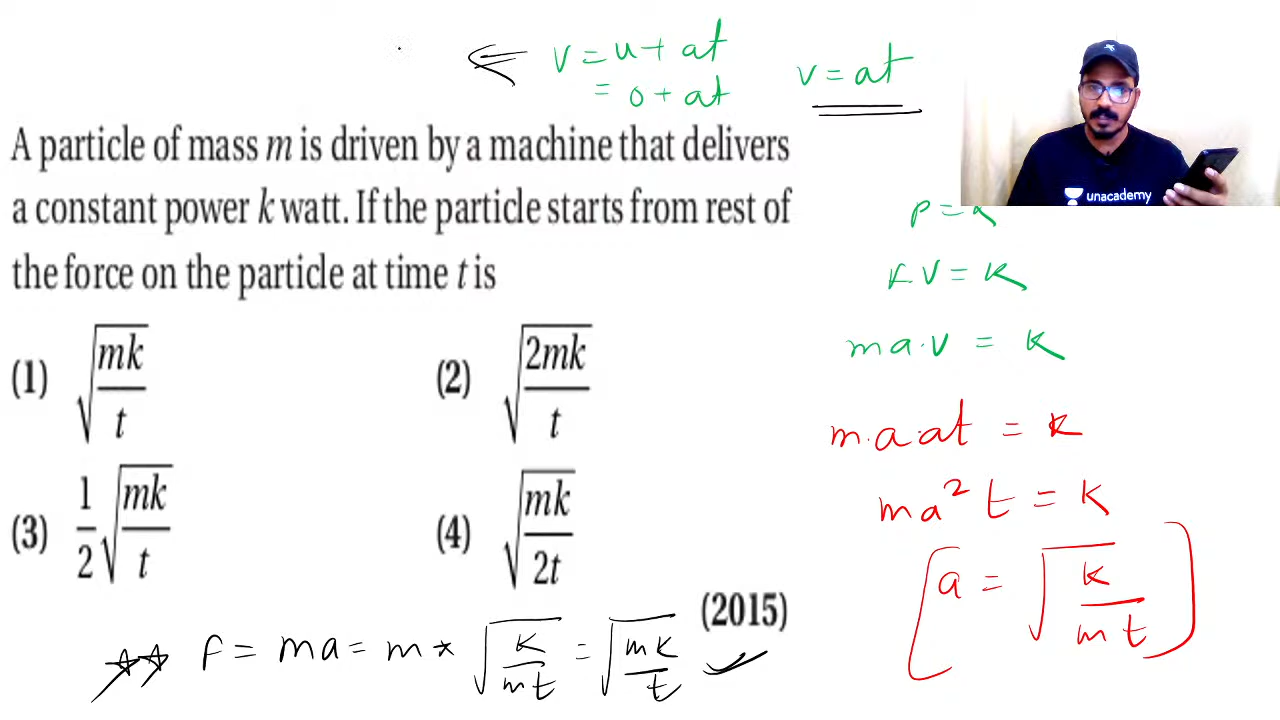 v = u + at
= 0 + at
v = at
unacademy
A particle of mass m is driven by a machine that delivers
a constant power k watt. If the particle starts from rest of
the force on the particle at time t is
(1) √(mk/t)
(2) √(2mk/t)
(3) 1/2 √(mk/t)
(4) √(mk/2t)
(2015)
F = ma = m * √(k/mt) = √(mk/t)
P =
F.V = K
ma.v = K
m.a.at = K
ma² t = K
a = √(k/mt)